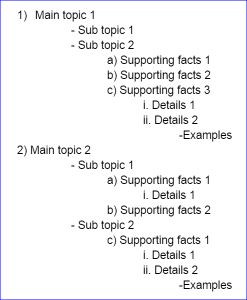 1) Main topic 1
- Sub topic 1
- Sub topic 2
a) Supporting facts 1
b) Supporting facts 2
c) Supporting facts 3
i. Details 1
ii. Details 2
-Examples
2) Main topic 2
- Sub topic 1
a) Supporting facts 1
i. Details 1
b) Supporting facts 2
- Sub topic 2
c) Supporting facts 1
i. Details 1
ii. Details 2
-Examples